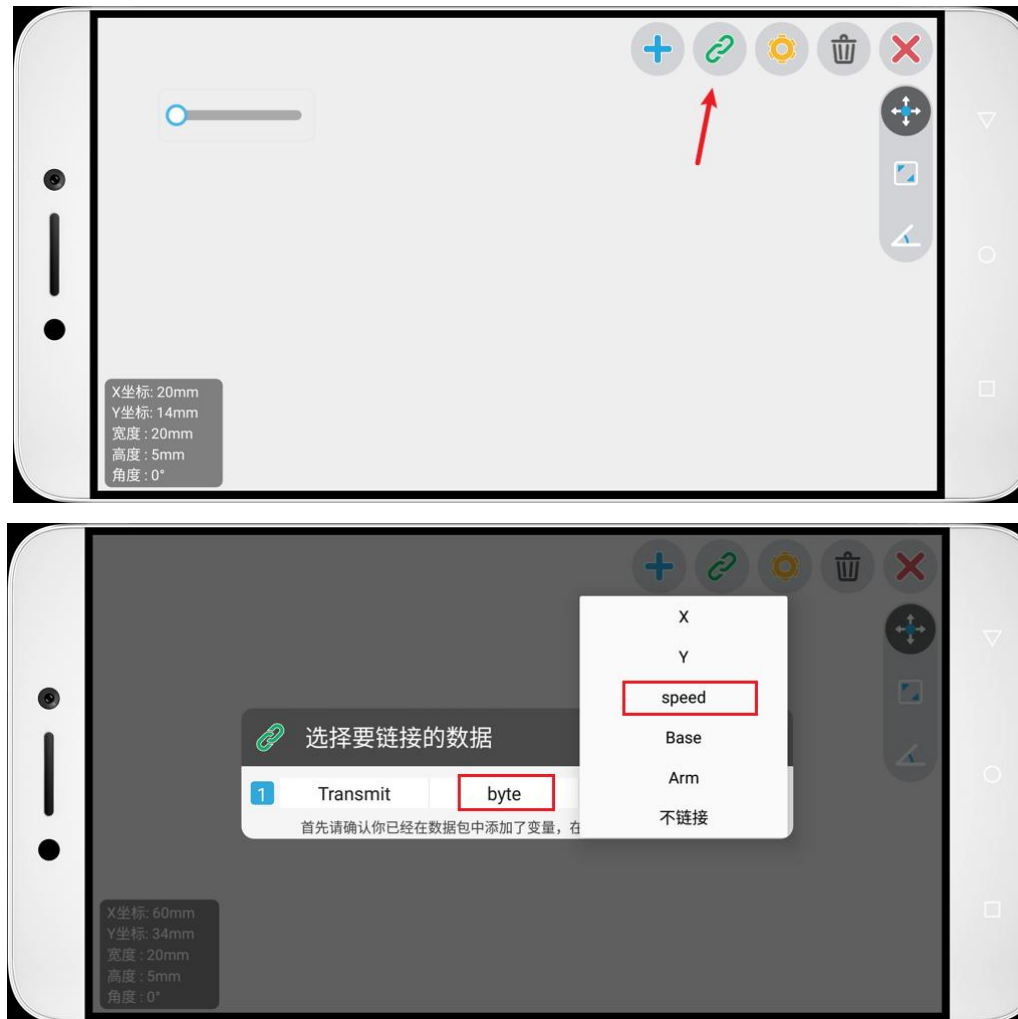 X坐标: 20mm
Y坐标: 14mm
宽度 : 20mm
高度 : 5mm
角度 : 0°
X
Y
speed
Base
Arm
不链接
选择要链接的数据
1 Transmit byte
首先请确认你已经在数据包中添加了变量，在
X坐标: 60mm
Y坐标: 34mm
宽度 : 20mm
高度 : 5mm
角度 : 0°